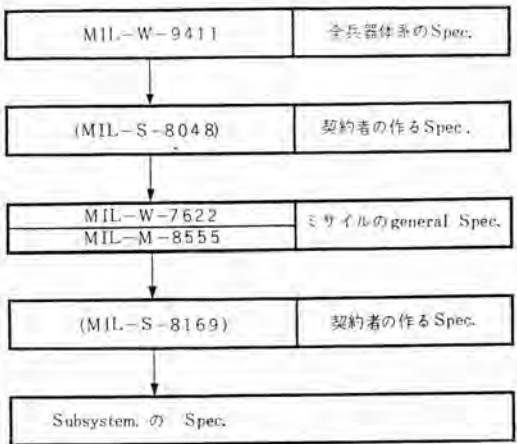 MIL-W-9411 全兵器体系のSpec.
(MIL-S-8048) 契約者の作るSpec.
MIL-W-7622 ミサイルのgeneral Spec.
MIL-M-8555
(MIL-S-8169) 契約者の作るSpec.
Subsystem. の Spec.